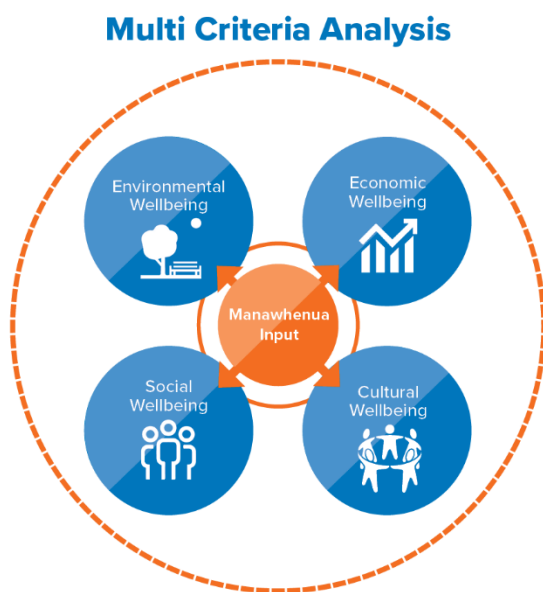 Multi Criteria Analysis
Environmental
Wellbeing
Economic
Wellbeing
Manawhenua
Input
Social
Wellbeing
Cultural
Wellbeing